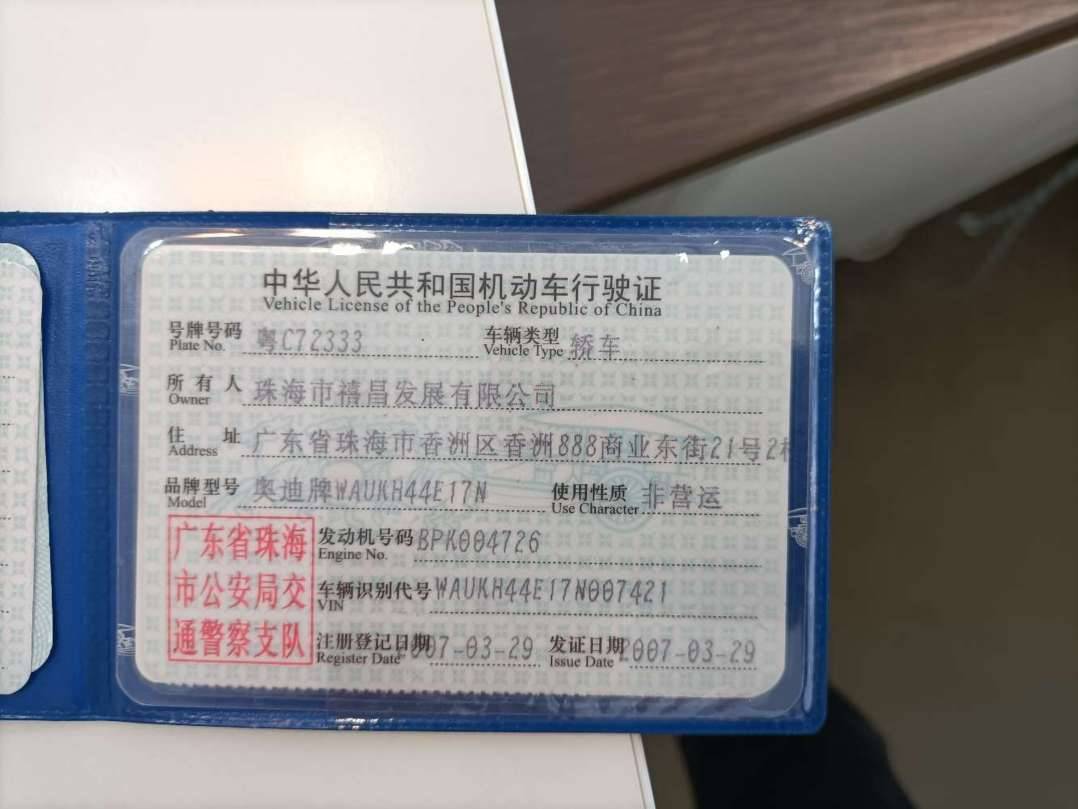 中华人民共和国机动车行驶证
Vehicle License of the People's Republic of China
号牌号码 粤C72333 车辆类型 轿车
Plate No. Vehicle Type
所有人 珠海市禧昌发展有限公司
Owner
住址 广东省珠海市香洲区香洲888商业东街21号2
Address
品牌型号 奥迪牌WAUKH44E17N 使用性质 非营运
Model Use Character
发动机号码 BPK004726
Engine No.
车辆识别代号 WAUKH44E17N007421
VIN
注册登记日期 2007-03-29 发证日期 2007-03-29
Register Date Issue Date
广东省珠海
市公安局交
通警察支队